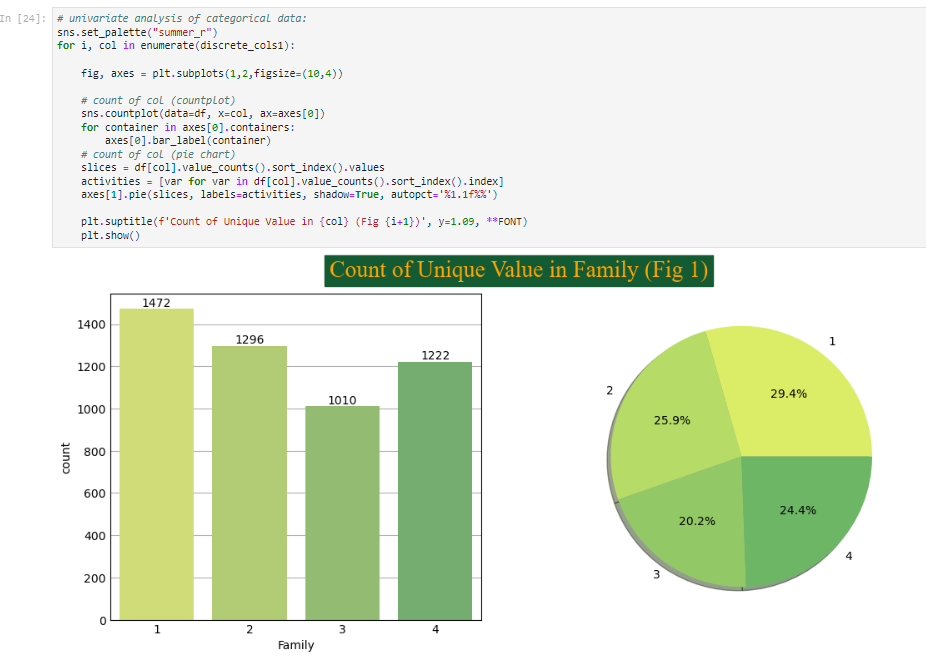 In [24]:
# univariate analysis of categorical data:
sns.set_palette("summer_r")
for i, col in enumerate(discrete_cols1):
    fig, axes = plt.subplots(1,2,figsize=(10,4))
    # count of col (countplot)
    sns.countplot(data=df, x=col, ax=axes[0])
    for container in axes[0].containers:
        axes[0].bar_label(container)
    # count of col (pie chart)
    slices = df[col].value_counts().sort_index().values
    activities = [var for var in df[col].value_counts().sort_index().index]
    axes[1].pie(slices, labels=activities, shadow=True, autopct='%1.1f%%')
    plt.suptitle(f'Count of Unique Value in {col} (Fig {i+1})', y=1.09, **FONT)
    plt.show()
Count of Unique Value in Family (Fig 1)
1472
1296
1010
1222
1400
1200
1000
800
600
400
200
0
count
1 2 3 4
Family
1
29.4%
2
25.9%
3
20.2%
4
24.4%